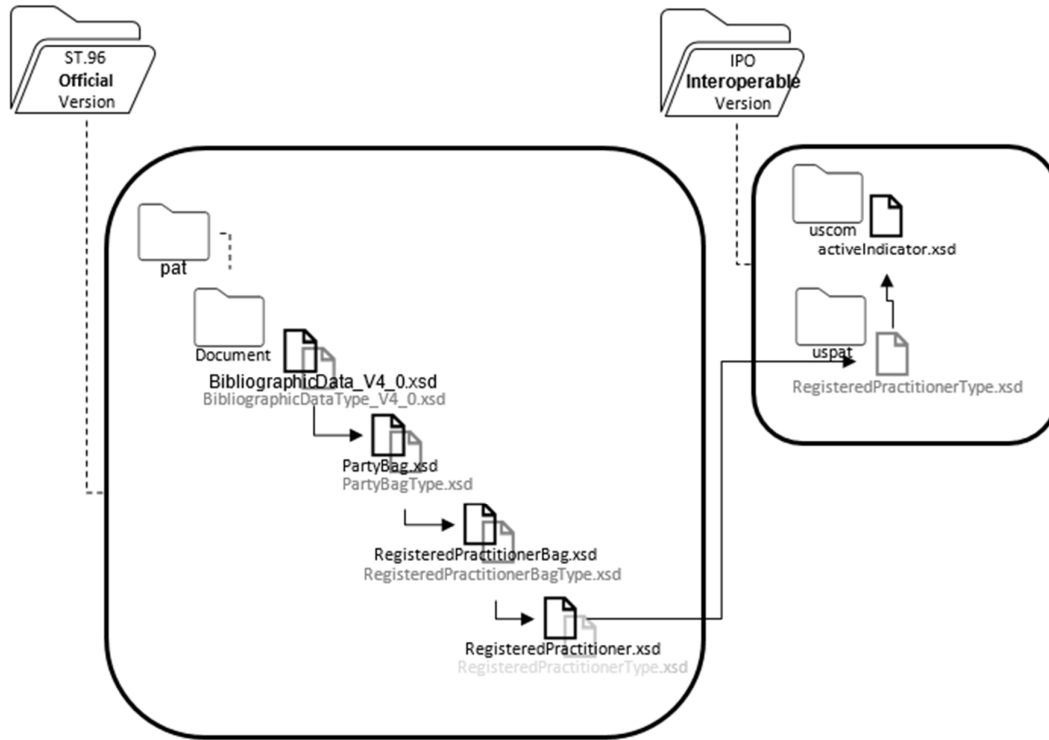 ST.96
Official
Version
IPO
Interoperable
Version
pat
Document
BibliographicData_V4_0.xsd
BibliographicDataType_V4_0.xsd
PartyBag.xsd
PartyBagType.xsd
RegisteredPractitionerBag.xsd
RegisteredPractitionerBagType.xsd
RegisteredPractitioner.xsd
RegisteredPractitionerType.xsd
uscom
activeIndicator.xsd
uspat
RegisteredPractitionerType.xsd